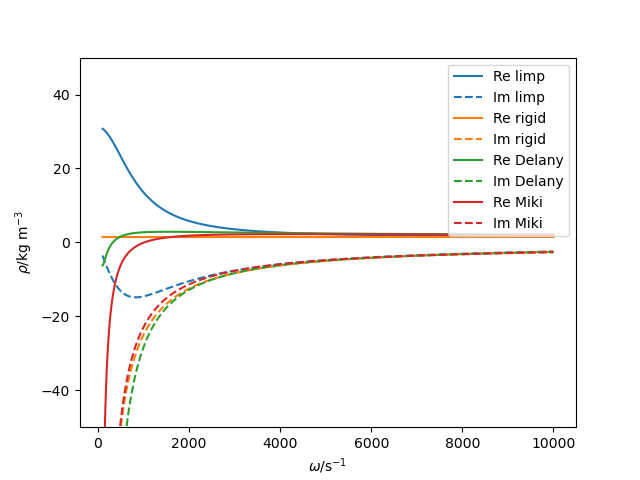 Re limp
Im limp
Re rigid
Im rigid
Re Delany
Im Delany
Re Miki
Im Miki
40
20
0
−20
−40
ρ/kg m⁻³
0
2000
4000
6000
8000
10000
ω/s⁻¹